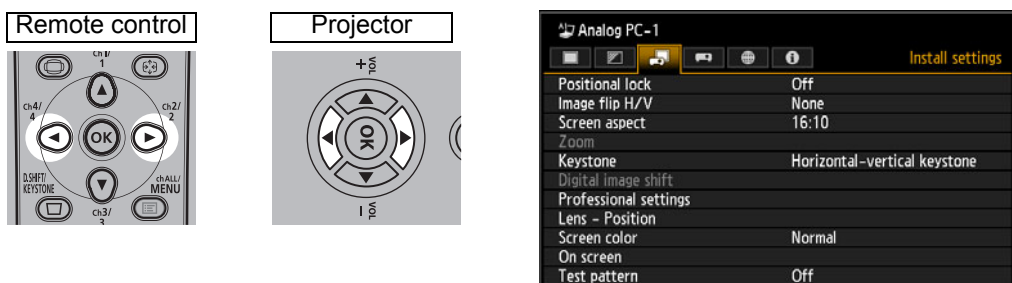 Remote control
Ch1/
1
Ch4/
4
Ch2/
2
OK
D.SHIFT/
KEYSTONE
Ch3/
3
ChALL/
MENU
Projector
+ VOL
OK
− VOL
Analog PC-1
Install settings
Positional lock Off
Image flip H/V None
Screen aspect 16:10
Zoom
Keystone Horizontal-vertical keystone
Digital image shift
Professional settings
Lens - Position
Screen color Normal
On screen
Test pattern Off